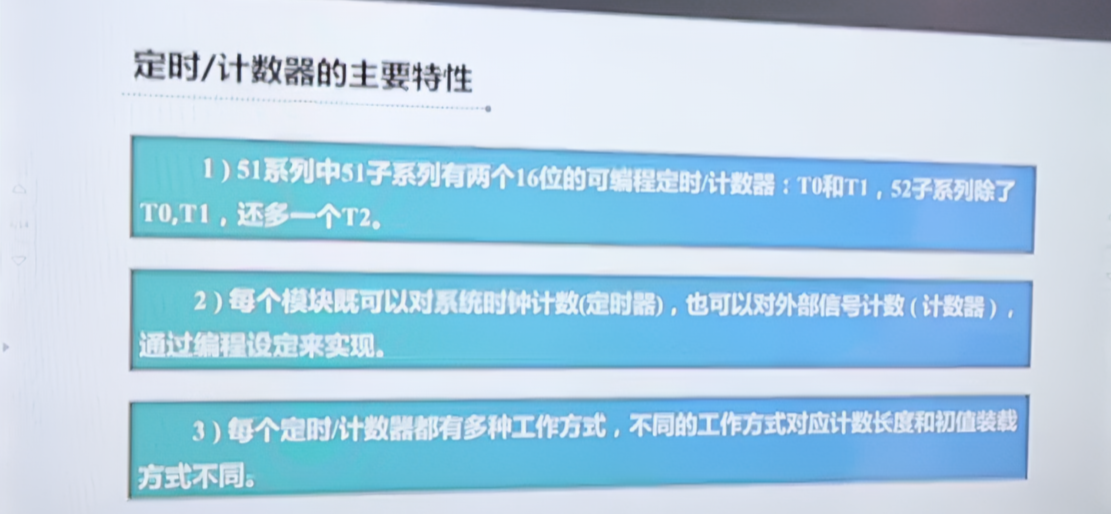 定时/计数器的主要特性
1）51系列中51子系列有两个16位的可编程定时/计数器：T0和T1，52子系列除了
T0,T1，还多一个T2。
2）每个模块既可以对系统时钟计数(定时器)，也可以对外部信号计数（计数器），
通过编程设定来实现。
3）每个定时/计数器都有多种工作方式，不同的工作方式对应计数长度和初值装载
方式不同。